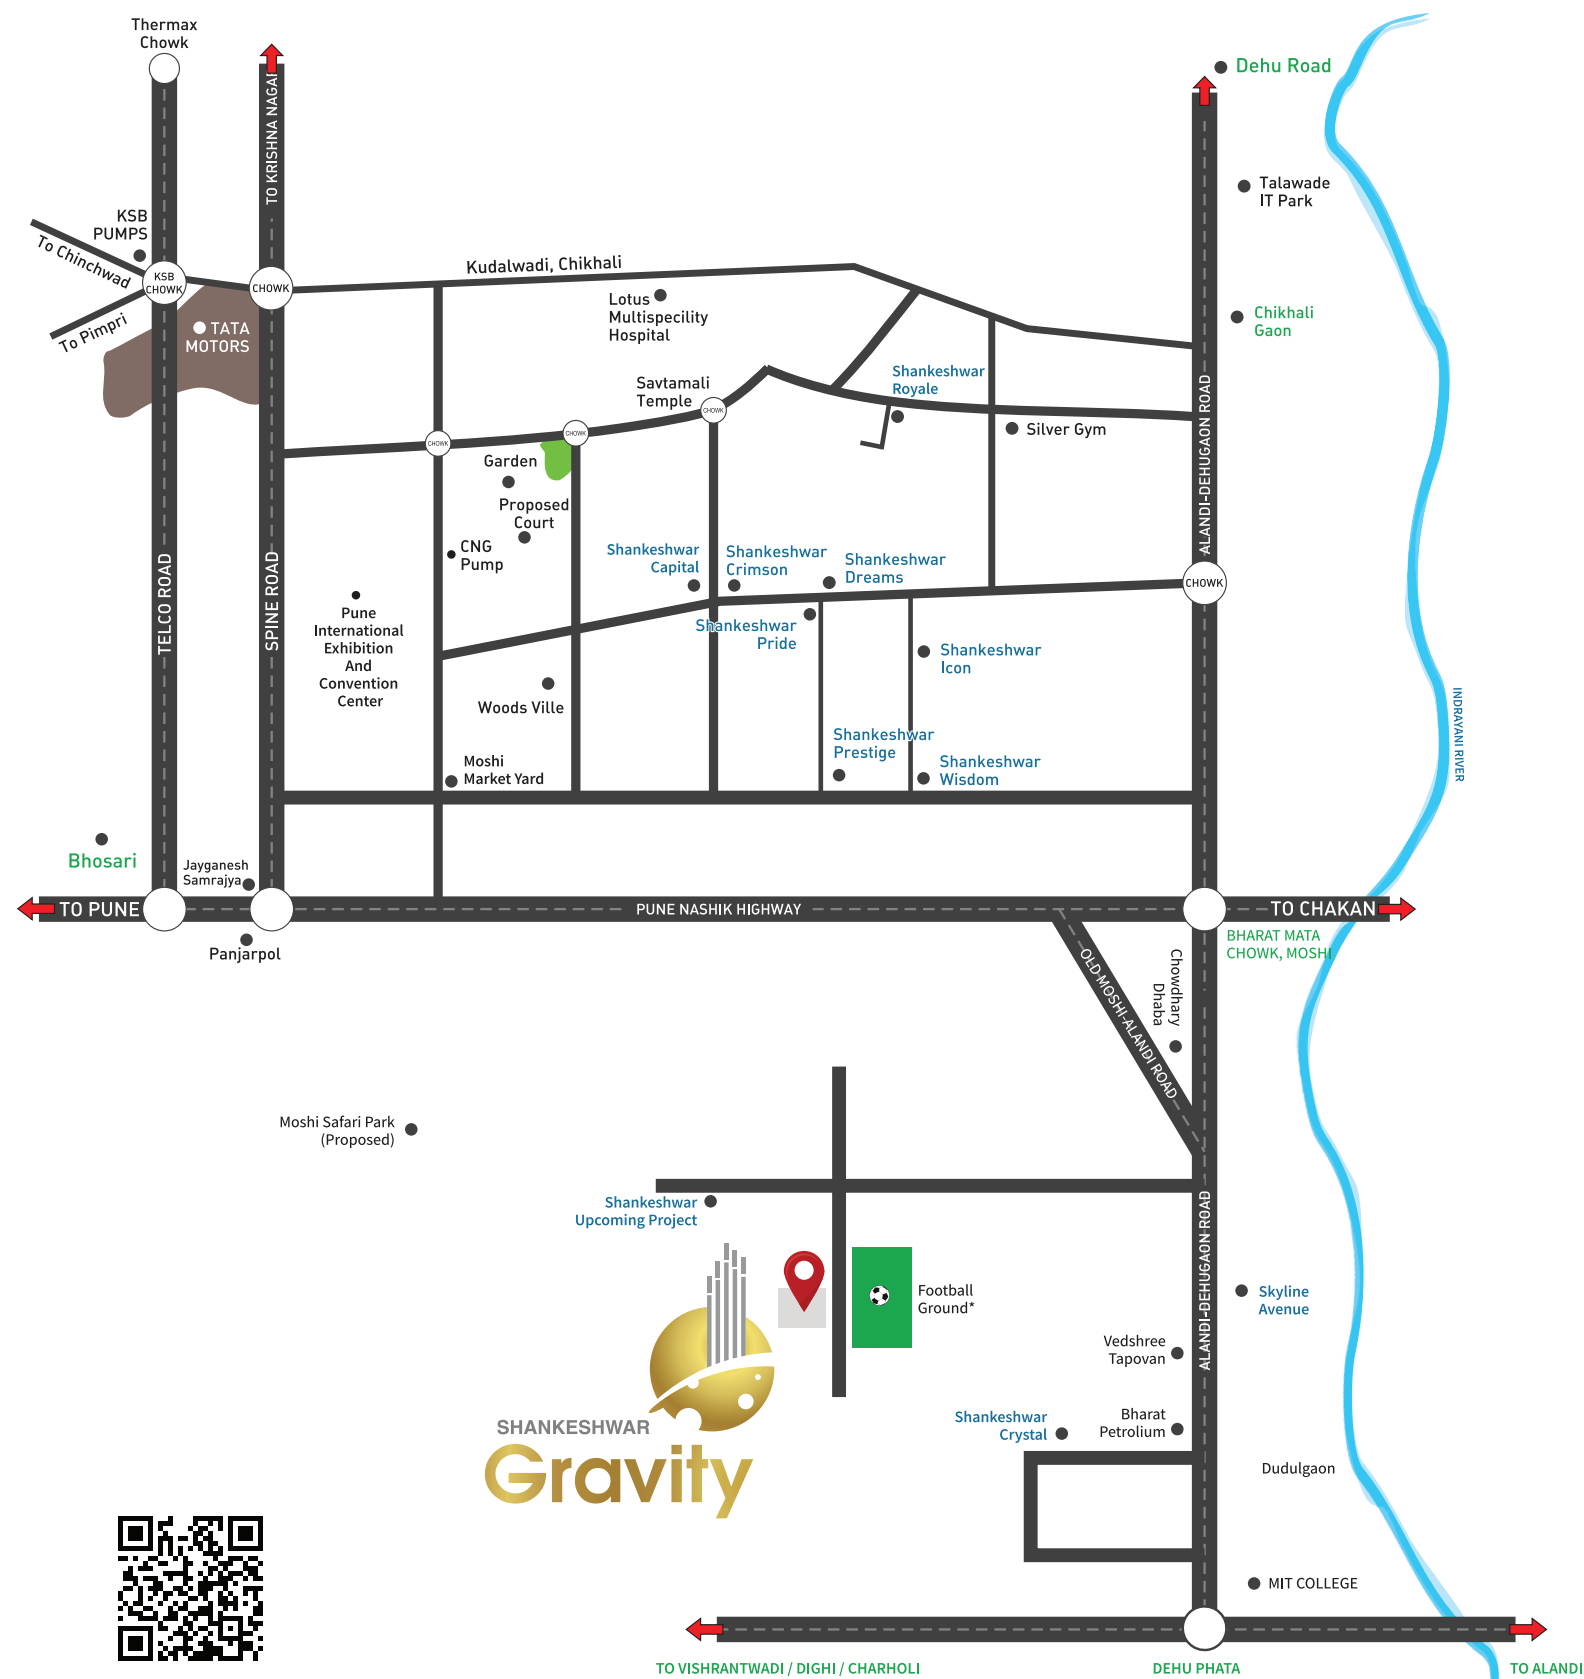 Thermax
Chowk
Dehu Road
TO KRISHNA NAGAR
Talawade
IT Park
KSB
PUMPS
To Chinchwad
KSB
CHOWK
CHOWK
Kudalwadi, Chikhali
To Pimpri
TATA
MOTORS
Lotus
Multispecility
Hospital
Chikhali
Gaon
Savtamali
Temple
Shankeshwar
Royale
CHOWK
CHOWK
CHOWK
Silver Gym
Garden
Proposed
Court
CNG
Pump
ALANDI-DEHUGAON ROAD
CHOWK
TELCO ROAD
SPINE ROAD
Pune
International
Exhibition
And
Convention
Center
Shankeshwar
Capital
Shankeshwar
Crimson
Shankeshwar
Dreams
Shankeshwar
Pride
Shankeshwar
Icon
Woods Ville
Shankeshwar
Prestige
Shankeshwar
Wisdom
Moshi
Market Yard
INDRAYANI RIVER
Bhosari
Jayganesh
Samrajya
TO PUNE
PUNE NASHIK HIGHWAY
TO CHAKAN
Panjarpol
BHARAT MATA
CHOWK, MOSHI
OLD MOSHI-ALANDI ROAD
Chowdhary
Dhaba
Moshi Safari Park
(Proposed)
Shankeshwar
Upcoming Project
ALANDI-DEHUGAON ROAD
Football
Ground*
Skyline
Avenue
Vedshree
Tapovan
Shankeshwar
Crystal
Bharat
Petrolium
SHANKESHWAR
Gravity
Dudulgaon
MIT COLLEGE
TO VISHRANTWADI / DIGHI / CHARHOLI
DEHU PHATA
TO ALANDI